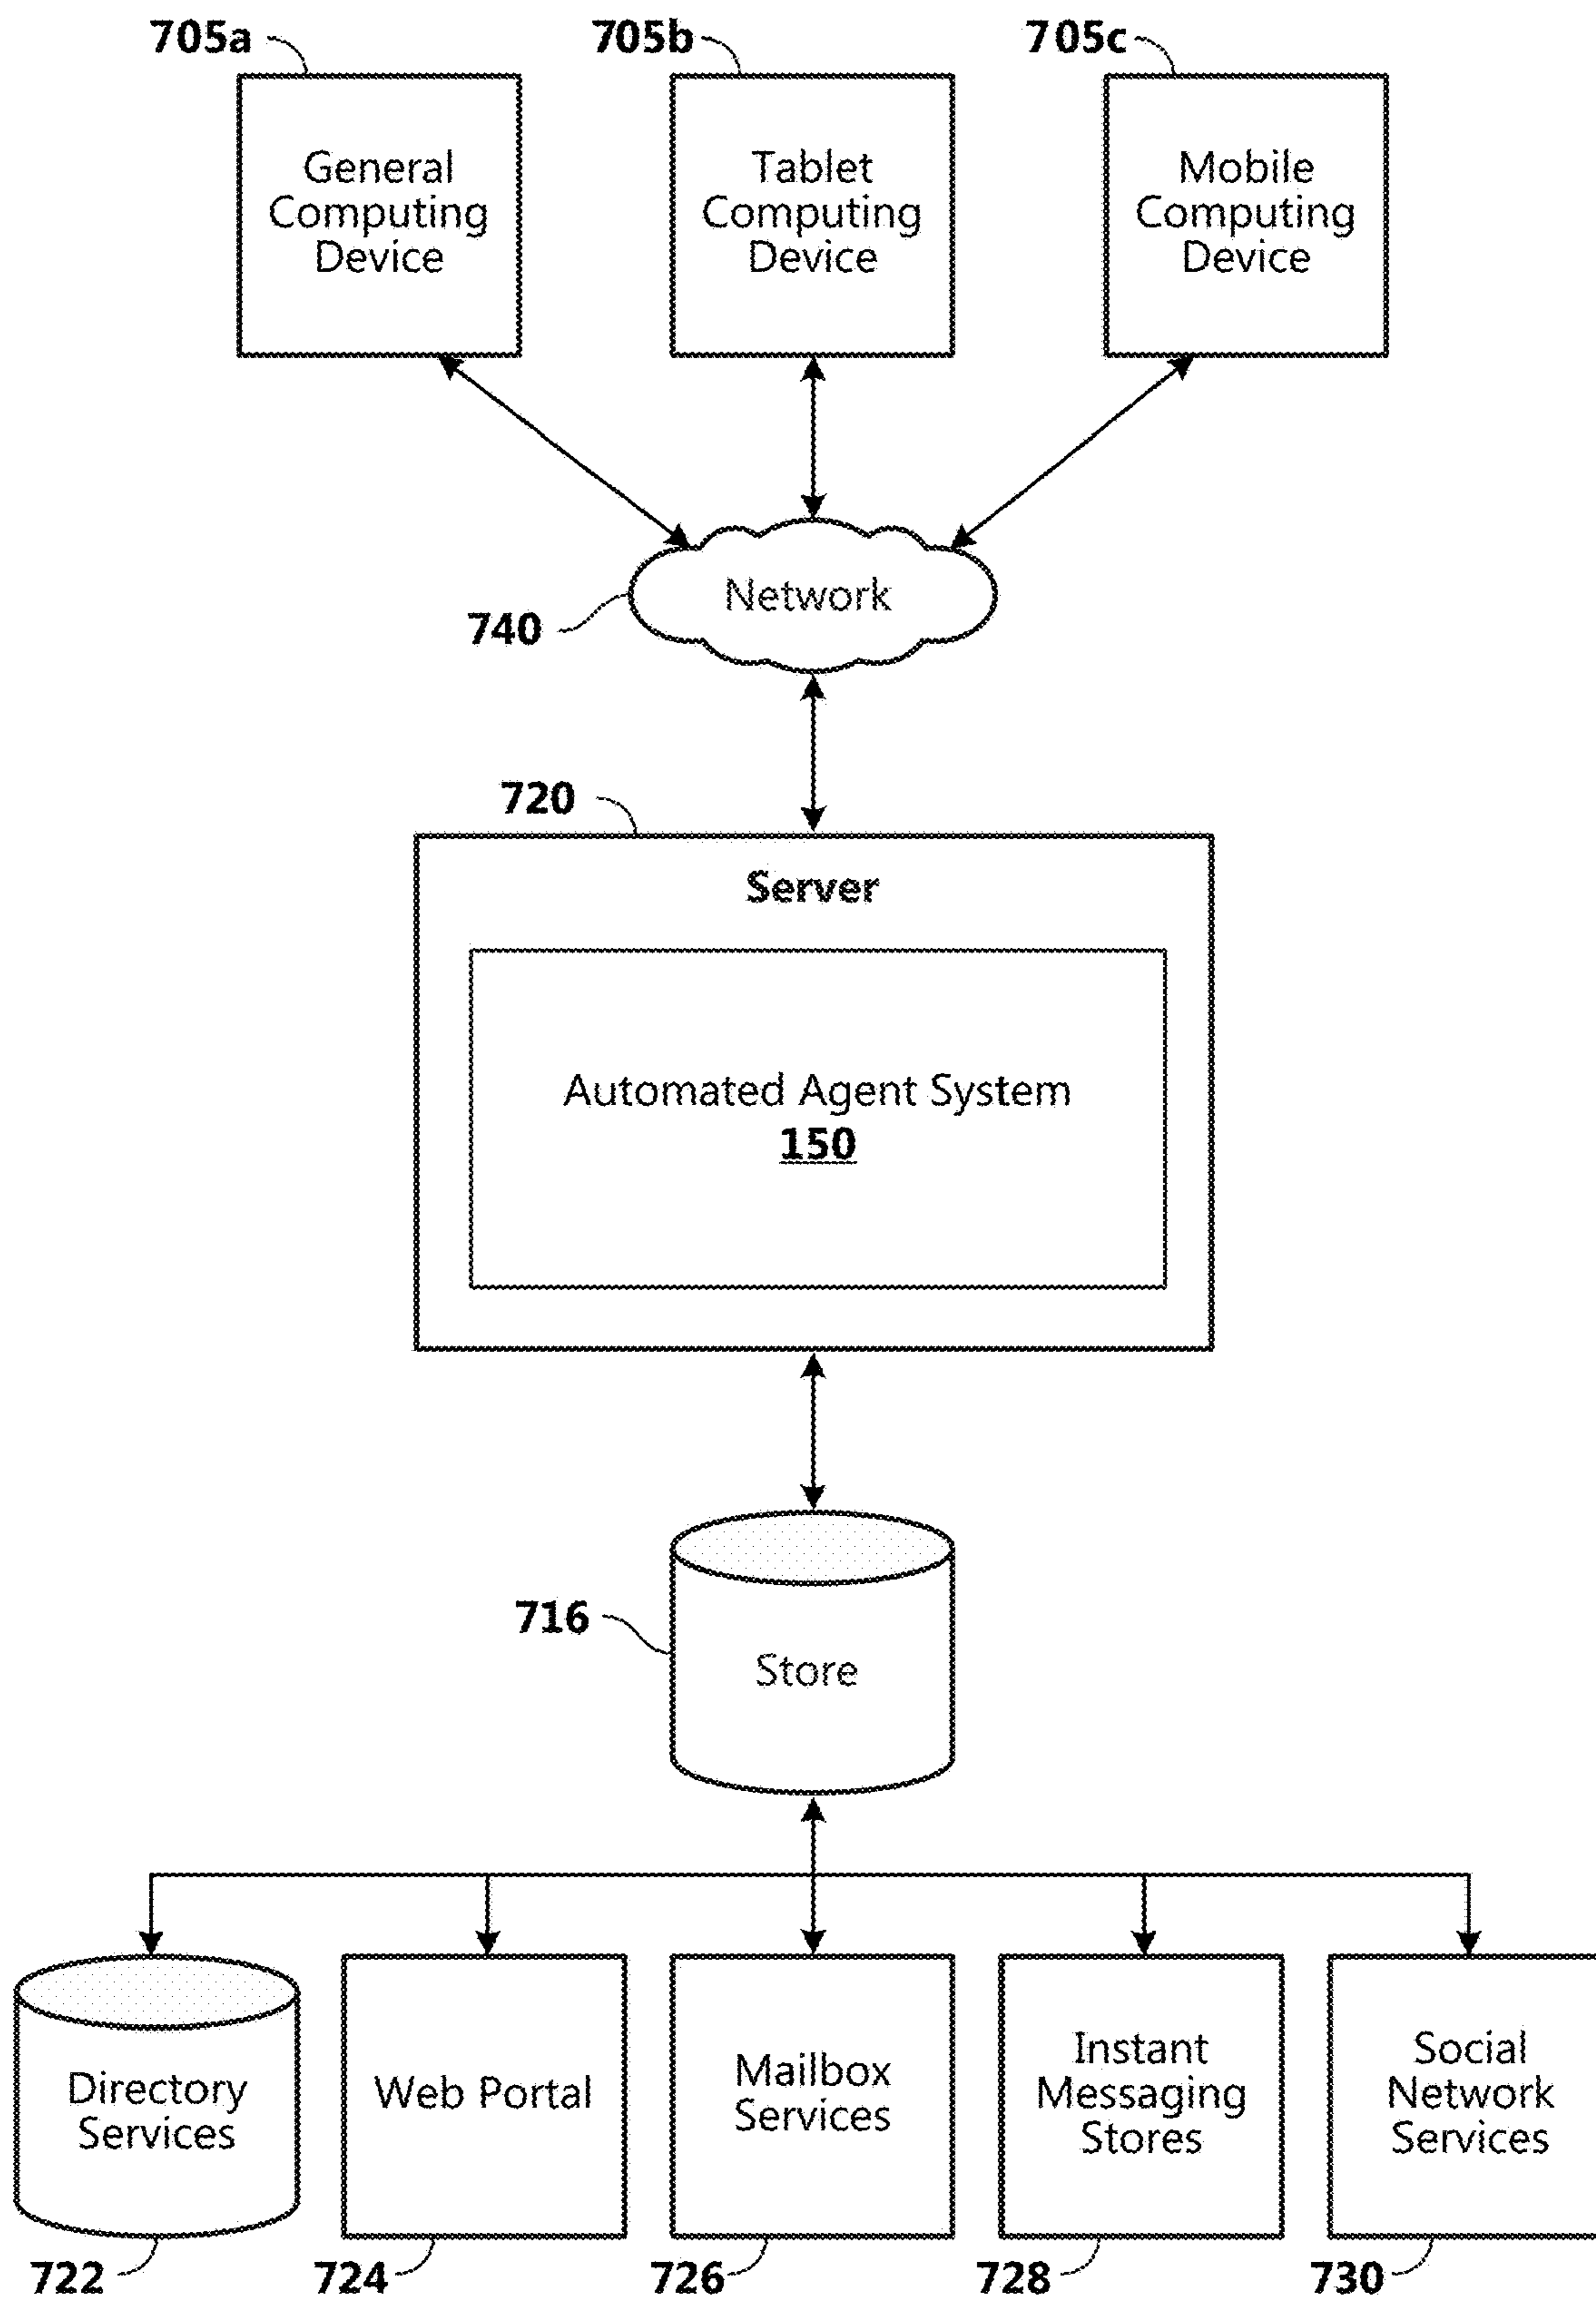 705a
705b
705c
General
Computing
Device
Tablet
Computing
Device
Mobile
Computing
Device
Network
740
720
Server
Automated Agent System
150
716
Store
Directory
Services
Web Portal
Mailbox
Services
Instant
Messaging
Stores
Social
Network
Services
722
724
726
728
730